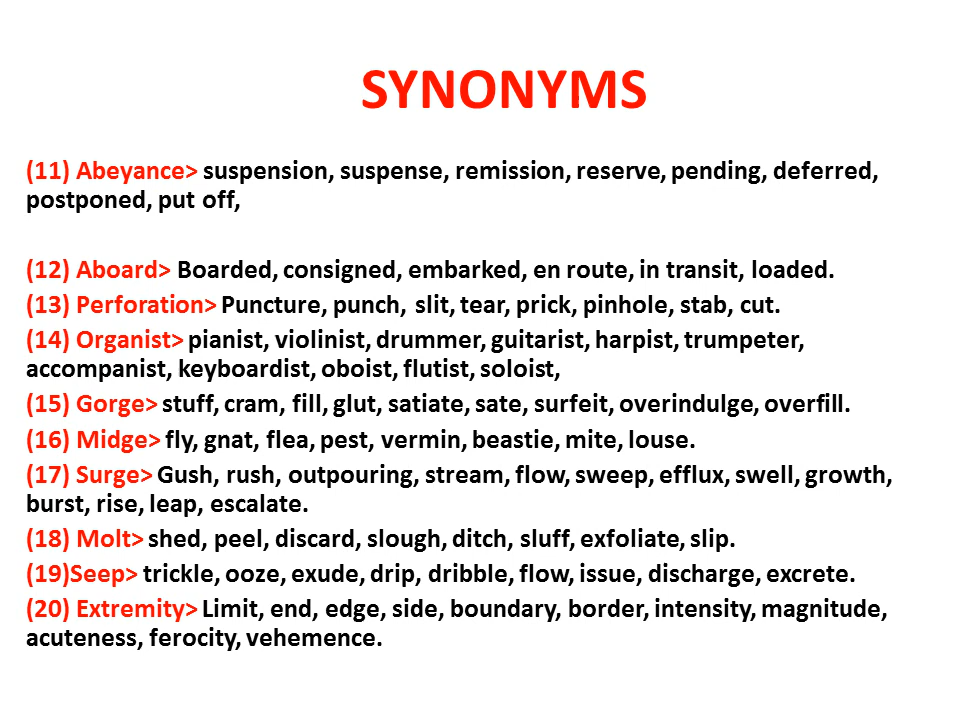 SYNONYMS
(11) Abeyance> suspension, suspense, remission, reserve, pending, deferred,
postponed, put off,
(12) Aboard> Boarded, consigned, embarked, en route, in transit, loaded.
(13) Perforation> Puncture, punch, slit, tear, prick, pinhole, stab, cut.
(14) Organist> pianist, violinist, drummer, guitarist, harpist, trumpeter,
accompanist, keyboardist, oboist, flutist, soloist,
(15) Gorge> stuff, cram, fill, glut, satiate, sate, surfeit, overindulge, overfill.
(16) Midge> fly, gnat, flea, pest, vermin, beastie, mite, louse.
(17) Surge> Gush, rush, outpouring, stream, flow, sweep, efflux, swell, growth,
burst, rise, leap, escalate.
(18) Molt> shed, peel, discard, slough, ditch, sluff, exfoliate, slip.
(19)Seep> trickle, ooze, exude, drip, dribble, flow, issue, discharge, excrete.
(20) Extremity> Limit, end, edge, side, boundary, border, intensity, magnitude,
acuteness, ferocity, vehemence.